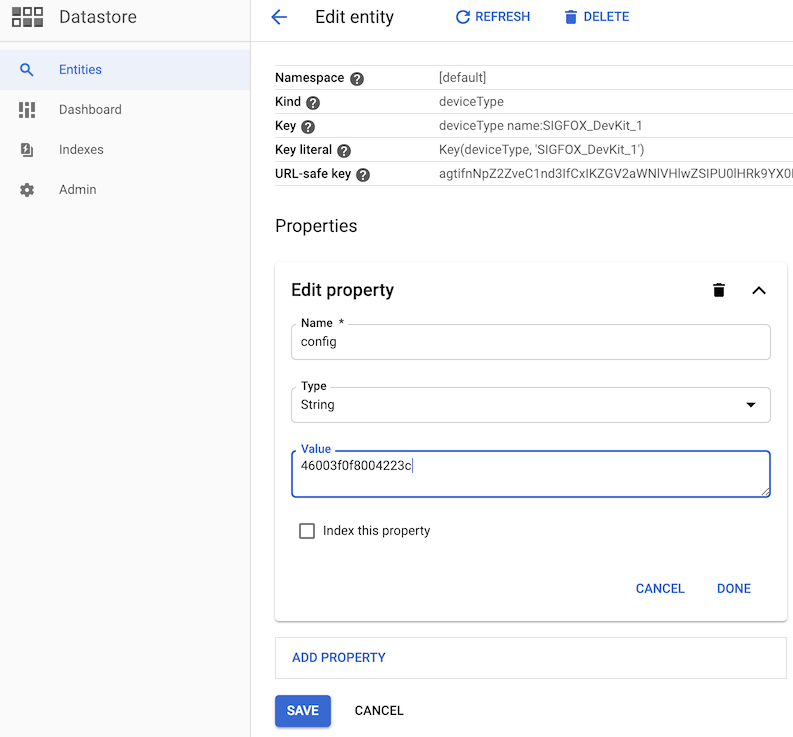 Datastore
Edit entity
REFRESH
DELETE
Entities
Dashboard
Indexes
Admin
Namespace
[default]
Kind
deviceType
Key
deviceType name:SIGFOX_DevKit_1
Key literal
Key(deviceType, 'SIGFOX_DevKit_1')
URL-safe key
Properties
Edit property
Name *
config
Type
String
Value
46003f0f8004223c
Index this property
CANCEL
DONE
ADD PROPERTY
SAVE
CANCEL